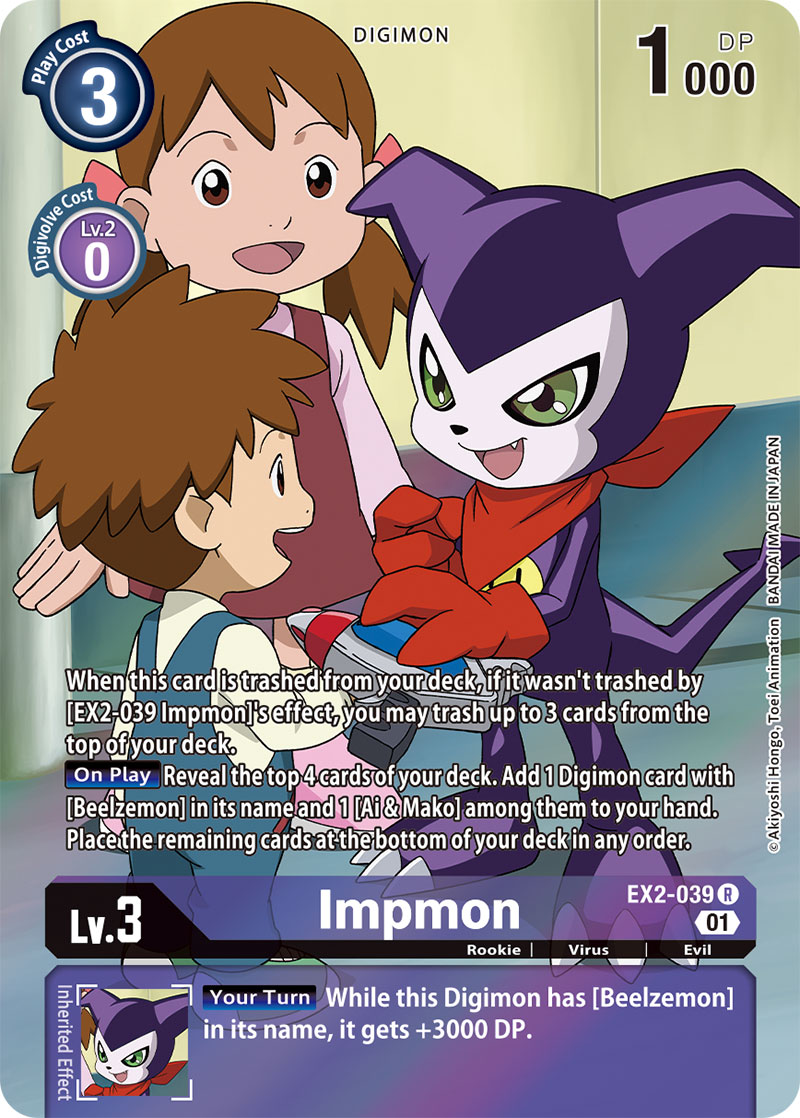 DIGIMON
Play Cost
3
DP
1000
Digivolve Cost
Lv.2
0
When this card is trashed from your deck, if it wasn't trashed by
[EX2-039 Impmon]'s effect, you may trash up to 3 cards from the
top of your deck.
On Play Reveal the top 4 cards of your deck. Add 1 Digimon card with
[Beelzemon] in its name and 1 [Ai & Mako] among them to your hand.
Place the remaining cards at the bottom of your deck in any order.
© Akiyoshi Hongo, Toei Animation BANDAI MADE IN JAPAN
Lv.3
Impmon
EX2-039 R
01
Rookie | Virus | Evil
Inherited Effect
Your Turn While this Digimon has [Beelzemon]
in its name, it gets +3000 DP.